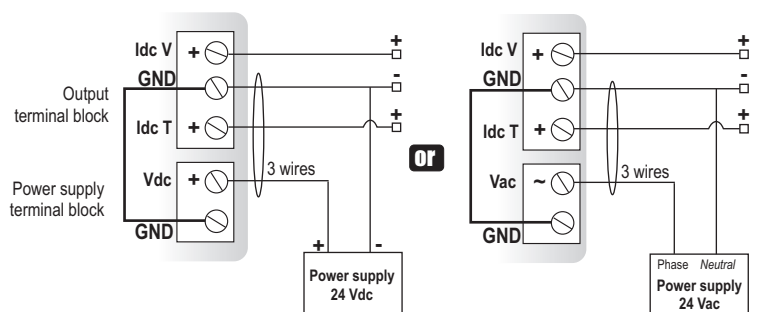 Output
terminal block
Power supply
terminal block
Idc V +
GND
Idc T +
Vdc +
GND
3 wires
+
-
+
+ -
Power supply
24 Vdc
or
Idc V +
GND
Idc T +
Vac ~
GND
3 wires
+
-
+
Phase Neutral
Power supply
24 Vac